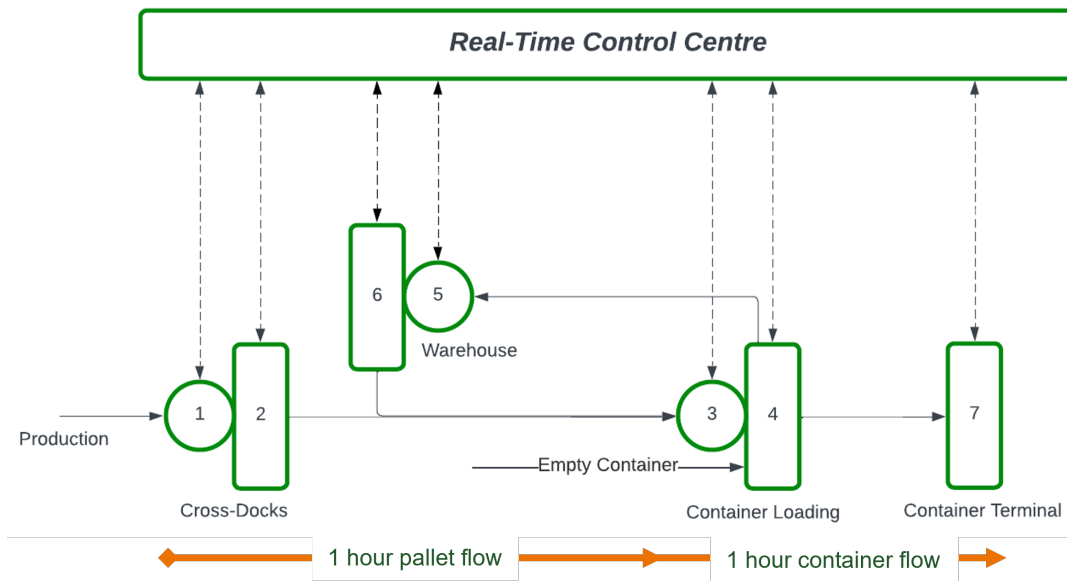 Real-Time Control Centre
6
5
Warehouse
1
2
3
4
7
Production
Empty Container
Cross-Docks
Container Loading
Container Terminal
1 hour pallet flow
1 hour container flow